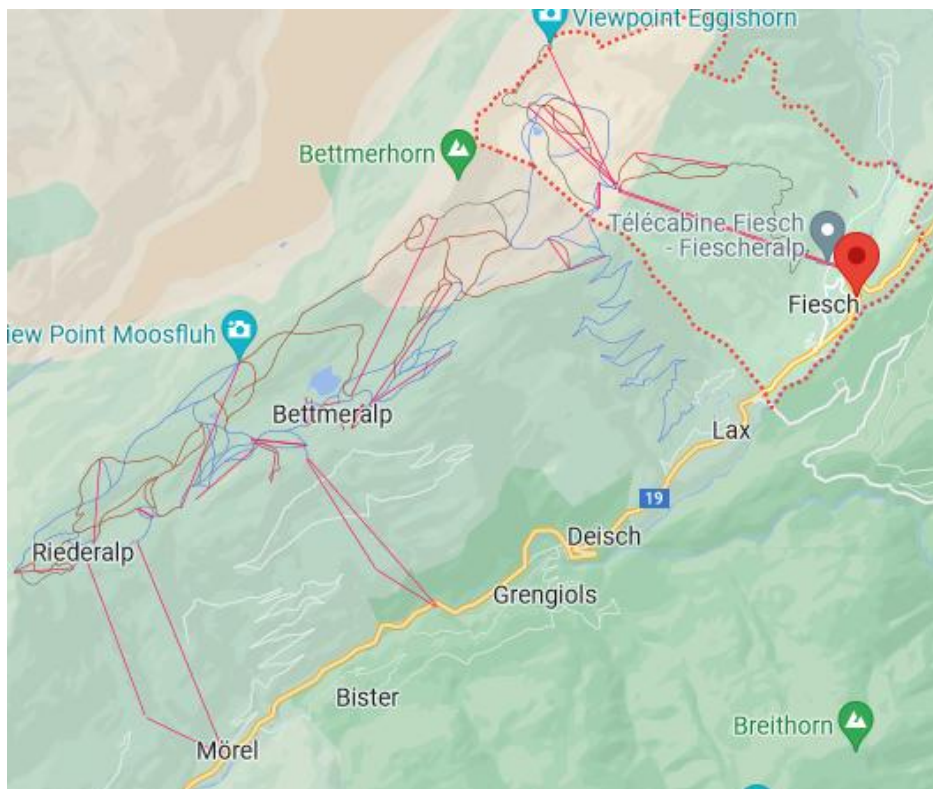 Viewpoint Eggishorn
Bettmerhorn
Télécabine Fiesch
- Fiescheralp
Fiesch
iew Point Moosfluh
Bettmeralp
Lax
19
Riederalp
Deisch
Grengiols
Bister
Breithorn
Mörel